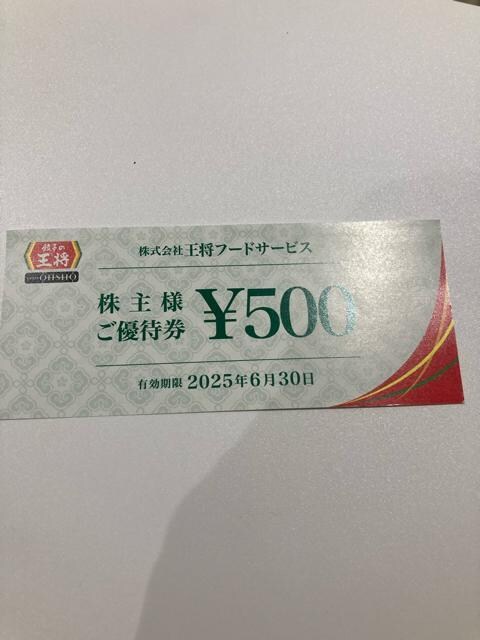 餃子の
王将
GYOZA OHSHO
株式会社 王将フードサービス
株主様
ご優待券
¥500
有効期限 2025年6月30日